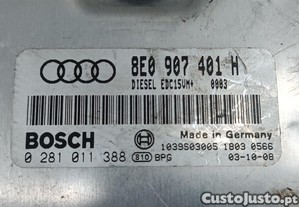 8E0 907 401 H
DIESEL EDC15VM+ 0003
BOSCH
Made in Germany
1039S03005 1803 0566
0 281 011 388 810 BPG 03-10-08
CustoJusto.pt